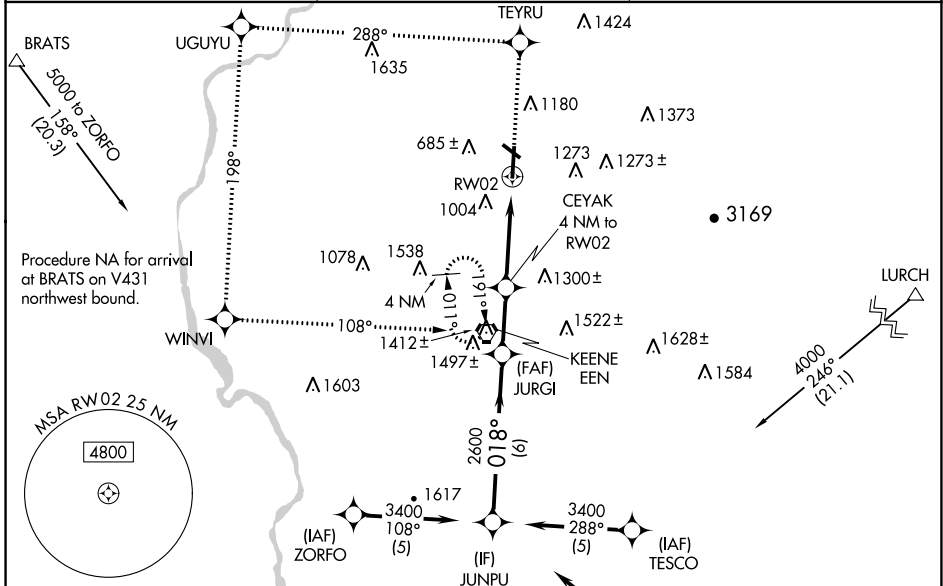 TEYRU
1424
UGUYU
288°
1635
BRATS
5000 to ZORFO
158°
(20.3)
1180
1373
685 ±
1273
1273 ±
198°
RW02
1004
CEYAK
4 NM to
RW02
3169
Procedure NA for arrival
at BRATS on V431
northwest bound.
1078
1538
1300 ±
4 NM
011°
191°
LURCH
WINVI
108°
1412 ±
1497 ±
1522 ±
KEENE
EEN
1628 ±
1584
(FAF)
JURGI
4000
246°
(21.1)
1603
MSA RW02 25 NM
4800
2600
018°
(6)
1617
3400
108°
(5)
3400
288°
(5)
(IAF)
ZORFO
(IF)
JUNPU
(IAF)
TESCO